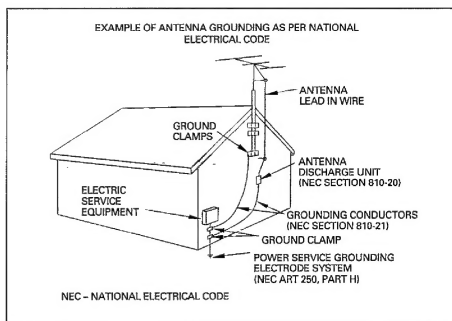 EXAMPLE OF ANTENNA GROUNDING AS PER NATIONAL
ELECTRICAL CODE
ANTENNA
LEAD IN WIRE
GROUND
CLAMPS
ANTENNA
DISCHARGE UNIT
(NEC SECTION 810-20)
ELECTRIC
SERVICE
EQUIPMENT
GROUNDING CONDUCTORS
(NEC SECTION 810-21)
GROUND CLAMP
POWER SERVICE GROUNDING
ELECTRODE SYSTEM
(NEC ART 250, PART H)
NEC – NATIONAL ELECTRICAL CODE